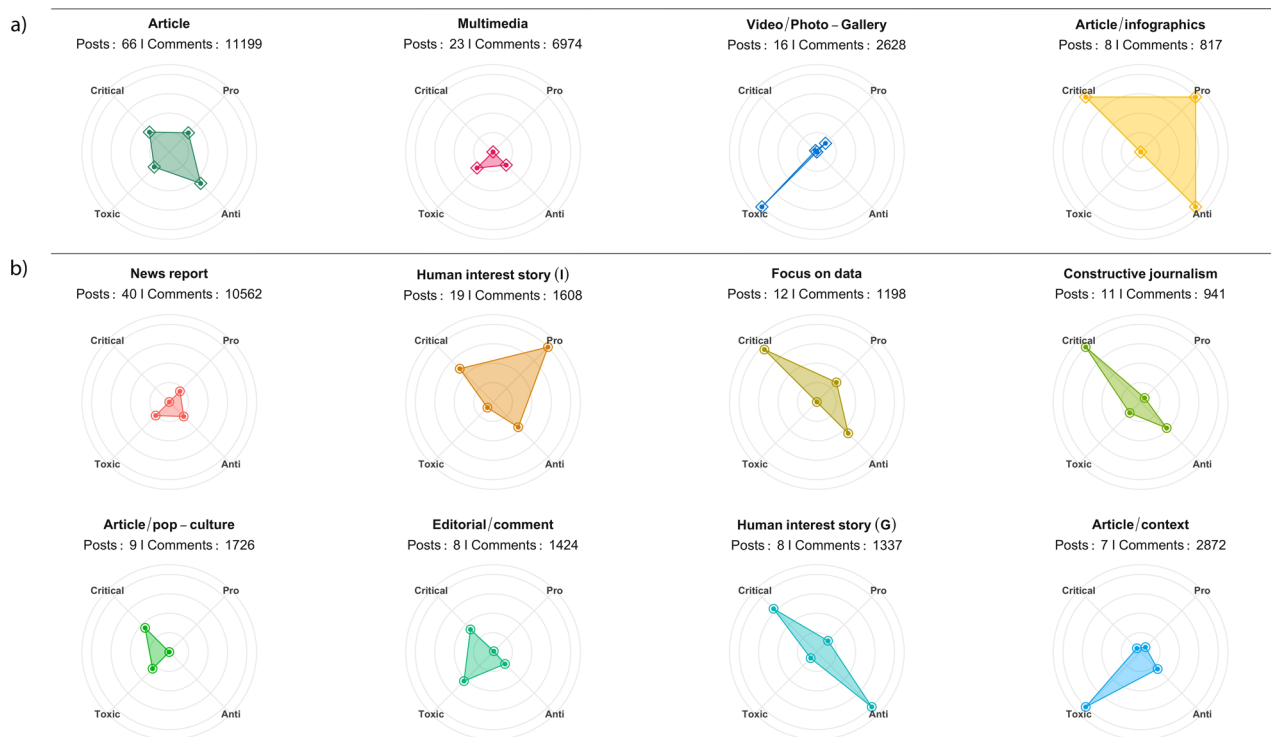 a)
Article
Posts : 66 I Comments : 11199
Critical
Pro
Toxic
Anti
Multimedia
Posts : 23 I Comments : 6974
Critical
Pro
Toxic
Anti
Video/Photo – Gallery
Posts : 16 I Comments : 2628
Critical
Pro
Toxic
Anti
Article/infographics
Posts : 8 I Comments : 817
Critical
Pro
Toxic
Anti
b)
News report
Posts : 40 I Comments : 10562
Critical
Pro
Toxic
Anti
Human interest story (I)
Posts : 19 I Comments : 1608
Critical
Pro
Toxic
Anti
Focus on data
Posts : 12 I Comments : 1198
Critical
Pro
Toxic
Anti
Constructive journalism
Posts : 11 I Comments : 941
Critical
Pro
Toxic
Anti
Article/pop – culture
Posts : 9 I Comments : 1726
Critical
Pro
Toxic
Anti
Editorial/comment
Posts : 8 I Comments : 1424
Critical
Pro
Toxic
Anti
Human interest story (G)
Posts : 8 I Comments : 1337
Critical
Pro
Toxic
Anti
Article/context
Posts : 7 I Comments : 2872
Critical
Pro
Toxic
Anti